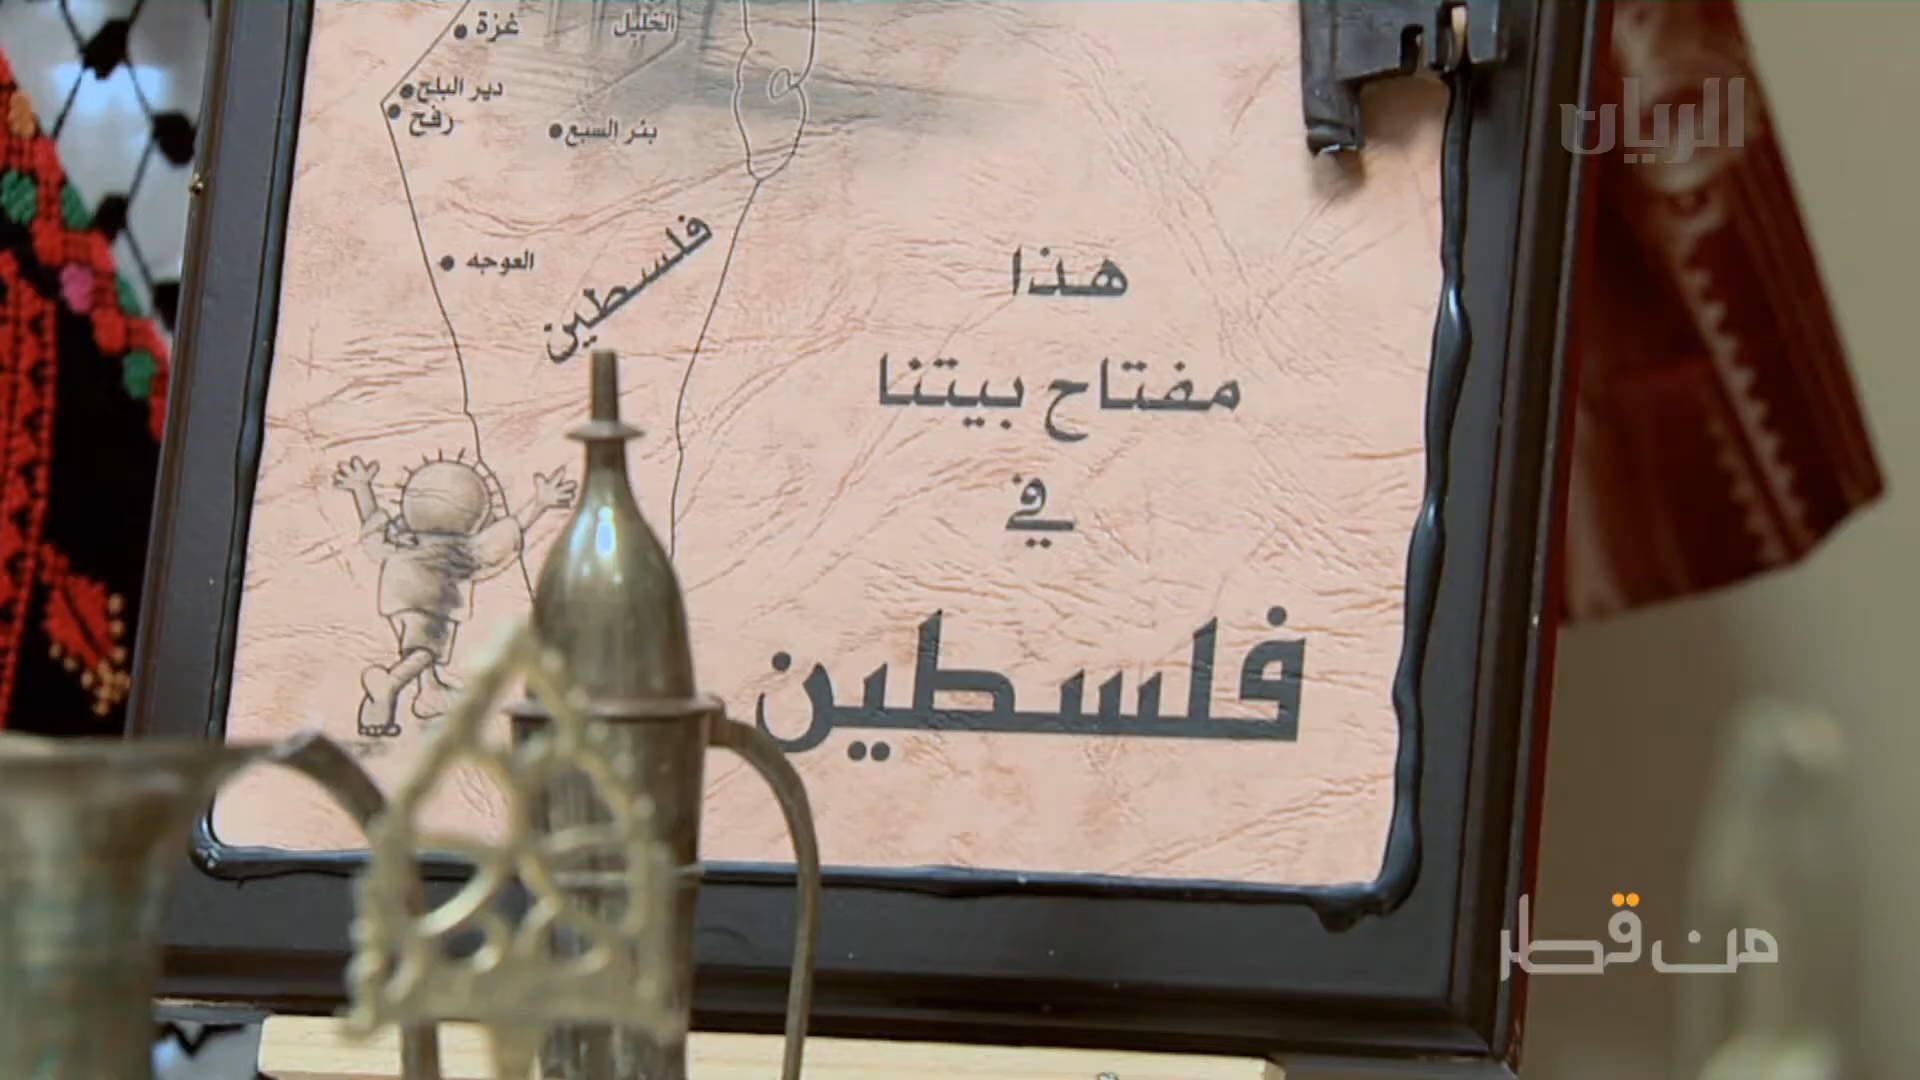 الخليل
غزة
دير البلح
رفح
بئر السبع
العوجه
فلسطين
هذا
مفتاح بيتنا
في
فلسطين
الريان
من قطر